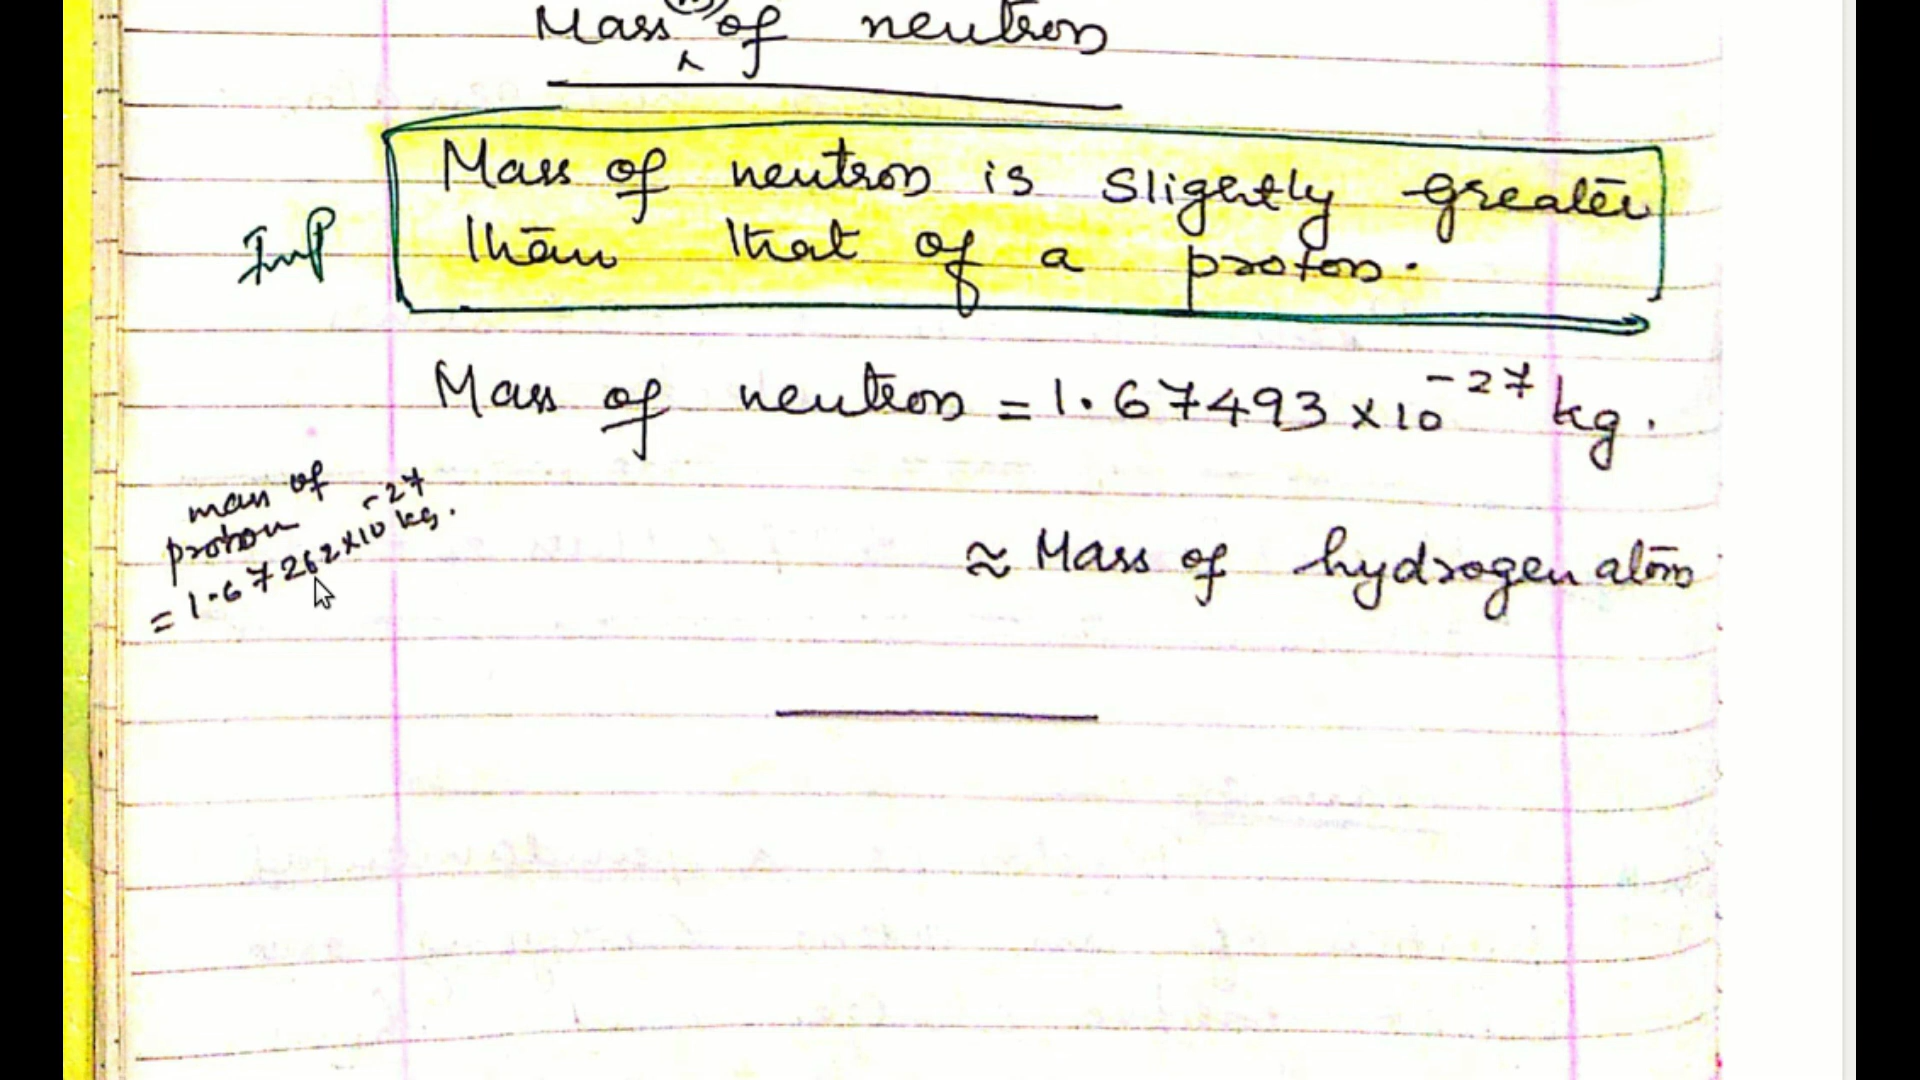 Mass of neutron
Mass of neutron is slightly greater
than that of a proton.
Imp
Mass of neutron = 1.67493 × 10⁻²⁷ kg.
mass of
proton
= 1.67262×10⁻²⁷ kg.
≈ Mass of hydrogen atom